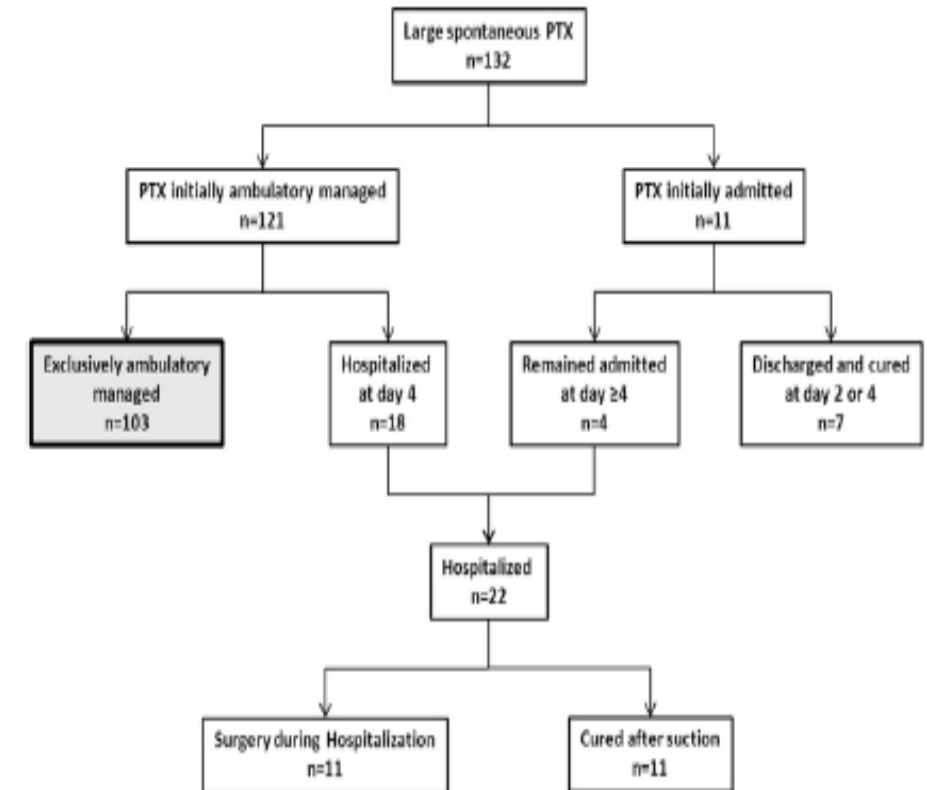 Large spontaneous PTX
n=132
PTX initially ambulatory managed
n=121
PTX initially admitted
n=11
Exclusively ambulatory
managed
n=103
Hospitalized
at day 4
n=18
Remained admitted
at day ≥4
n=4
Discharged and cured
at day 2 or 4
n=7
Hospitalized
n=22
Surgery during Hospitalization
n=11
Cured after suction
n=11